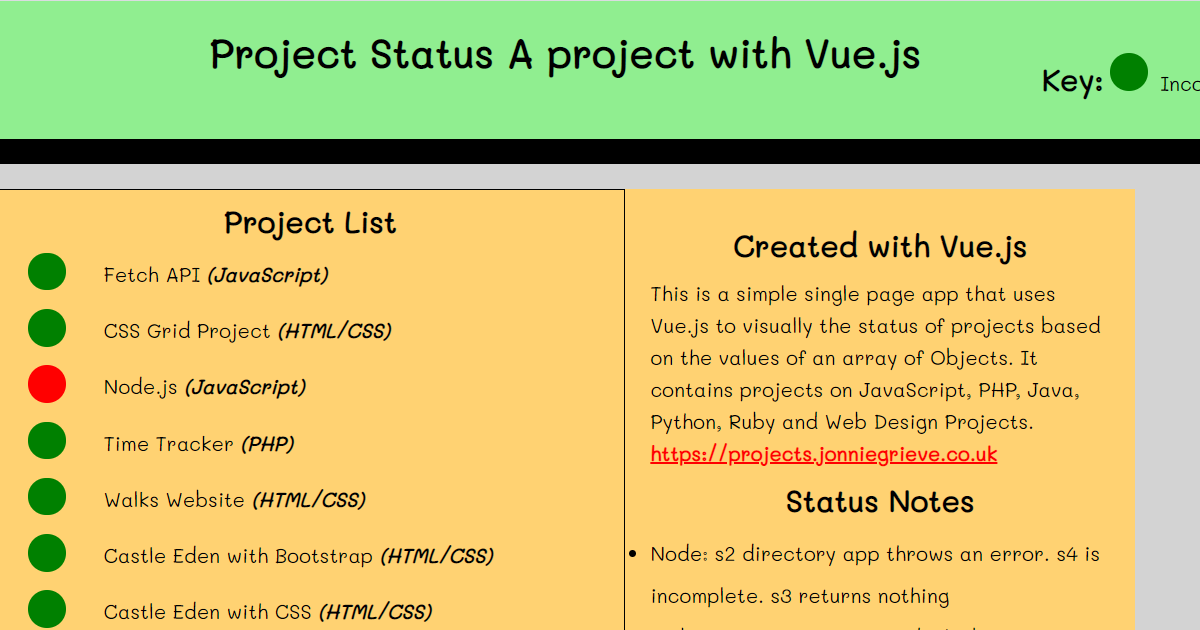 Project Status A project with Vue.js
Key:
Project List
Fetch API (JavaScript)
CSS Grid Project (HTML/CSS)
Node.js (JavaScript)
Time Tracker (PHP)
Walks Website (HTML/CSS)
Castle Eden with Bootstrap (HTML/CSS)
Castle Eden with CSS (HTML/CSS)
Created with Vue.js
This is a simple single page app that uses
Vue.js to visually the status of projects based
on the values of an array of Objects. It
contains projects on JavaScript, PHP, Java,
Python, Ruby and Web Design Projects.
https://projects.jonniegrieve.co.uk
Status Notes
Node: s2 directory app throws an error. s4 is
incomplete. s3 returns nothing